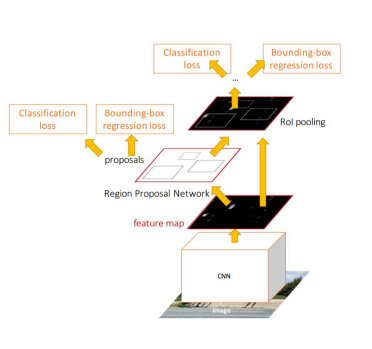 Classification
loss
Bounding-box
regression loss
...
Classification
loss
Bounding-box
regression loss
RoI pooling
proposals
Region Proposal Network
feature map
CNN
image